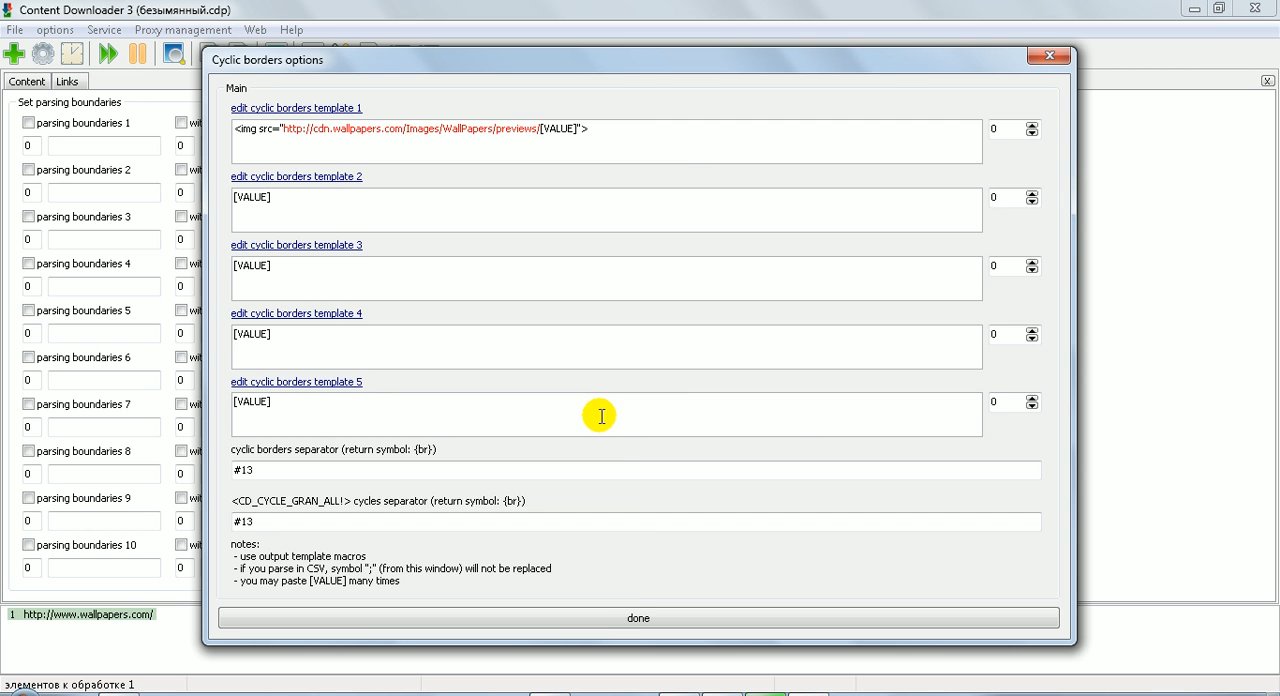 Content Downloader 3 (безымянный.cdp)
File options Service Proxy management Web Help
Content Links
Set parsing boundaries
parsing boundaries 1
0
0
parsing boundaries 2
0
0
parsing boundaries 3
0
0
parsing boundaries 4
0
0
parsing boundaries 5
0
0
parsing boundaries 6
0
0
parsing boundaries 7
0
0
parsing boundaries 8
0
0
parsing boundaries 9
0
0
parsing boundaries 10
0
0
1 http://www.wallpapers.com/
элементов к обработке 1
Cyclic borders options
Main
edit cyclic borders template 1
<img src="http://cdn.wallpapers.com/Images/WallPapers/previews/[VALUE]">
0
edit cyclic borders template 2
[VALUE]
0
edit cyclic borders template 3
[VALUE]
0
edit cyclic borders template 4
[VALUE]
0
edit cyclic borders template 5
[VALUE]
0
cyclic borders separator (return symbol: {br})
#13
<CD_CYCLE_GRAN_ALL!> cycles separator (return symbol: {br})
#13
notes:
- use output template macros
- if you parse in CSV, symbol ";" (from this window) will not be replaced
- you may paste [VALUE] many times
done